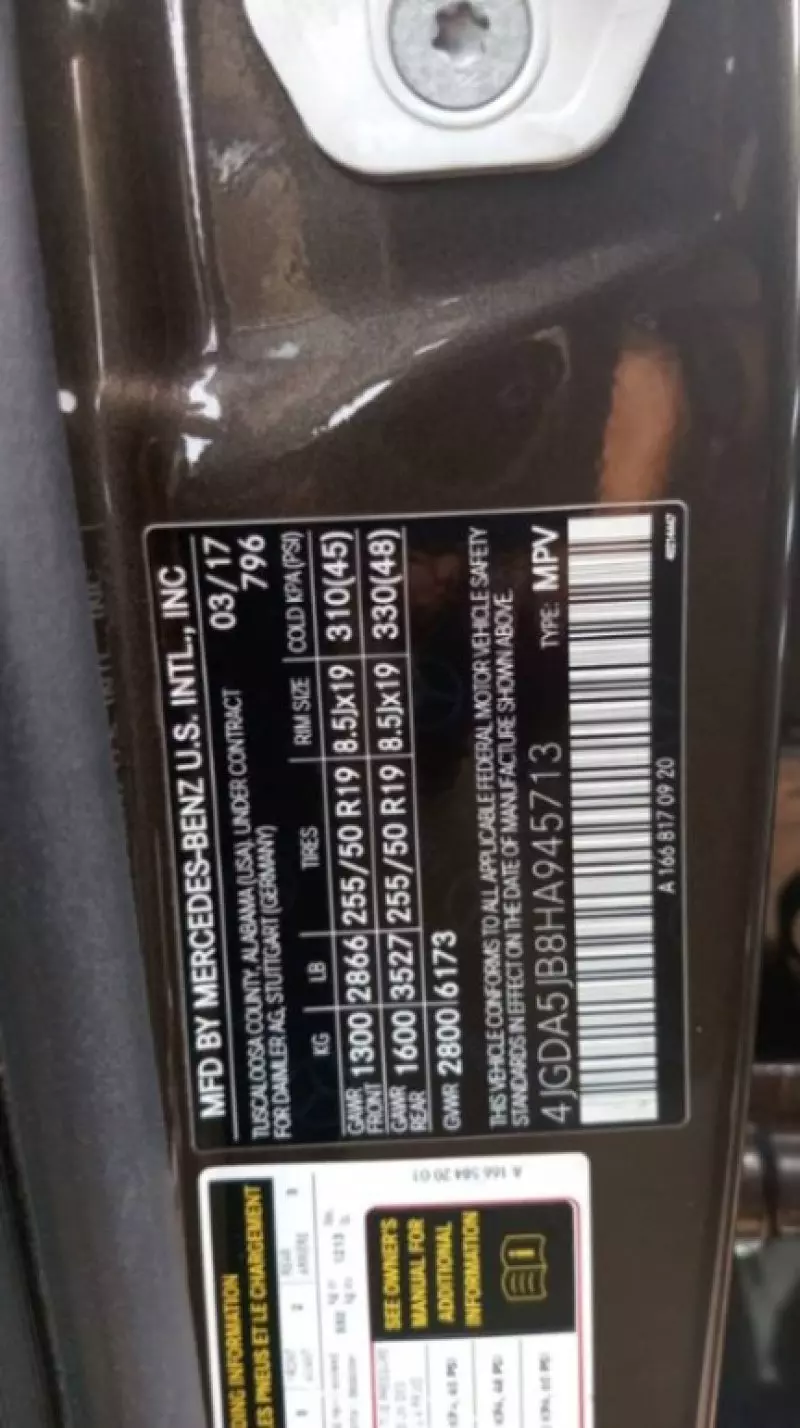 MFD BY MERCEDES-BENZ U.S. INTL., INC
TUSCALOOSA COUNTY, ALABAMA (USA), UNDER CONTRACT 03/17
FOR DAIMLER AG, STUTTGART (GERMANY) 796
KG LB TIRES RIM SIZE COLD KPA (PSI)
GAWR FRONT 1300 2866 255/50 R19 8.5Jx19 310(45)
GAWR REAR 1600 3527 255/50 R19 8.5Jx19 330(48)
GVWR 2800 6173
THIS VEHICLE CONFORMS TO ALL APPLICABLE FEDERAL MOTOR VEHICLE SAFETY
STANDARDS IN EFFECT ON THE DATE OF MANUFACTURE SHOWN ABOVE.
4JGDA5JB8HA945713 TYPE: MPV
A 166 817 09 20
A 166 584 20 01
DING INFORMATION
LES PNEUS ET LE CHARGEMENT
SEE OWNER'S
MANUAL FOR
ADDITIONAL
INFORMATION